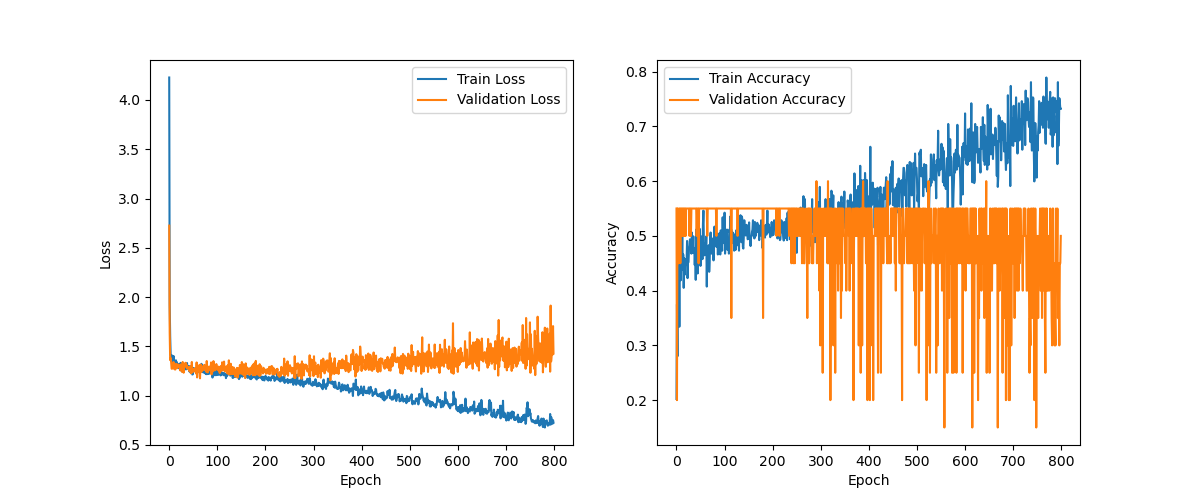 Train Loss
Validation Loss
4.0
3.5
3.0
2.5
2.0
1.5
1.0
0.5
Loss
0 100 200 300 400 500 600 700 800
Epoch
Train Accuracy
Validation Accuracy
0.8
0.7
0.6
0.5
0.4
0.3
0.2
Accuracy
0 100 200 300 400 500 600 700 800
Epoch